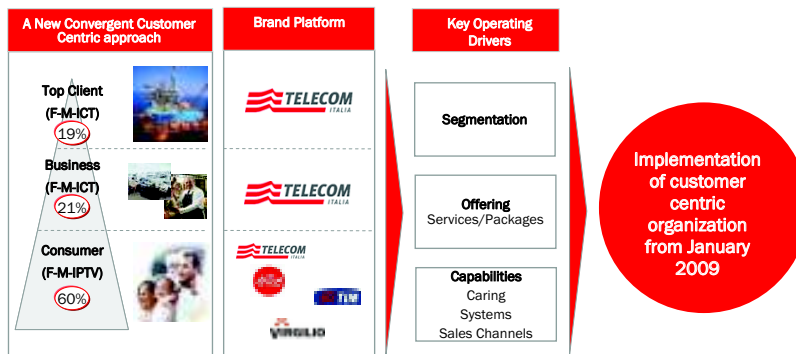 A New Convergent Customer
Centric approach
Top Client
(F-M-ICT)
19%
Business
(F-M-ICT)
21%
Consumer
(F-M-IPTV)
60%
Brand Platform
TELECOM
ITALIA
TELECOM
ITALIA
TELECOM
ITALIA
TIM
VIRGILIO
Key Operating
Drivers
Segmentation
Offering
Services/Packages
Capabilities
Caring
Systems
Sales Channels
Implementation
of customer
centric
organization
from January
2009